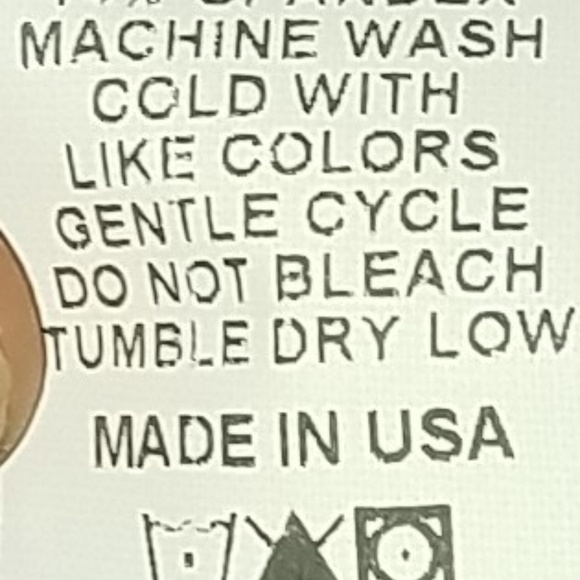 MACHINE WASH
COLD WITH
LIKE COLORS
GENTLE CYCLE
DO NOT BLEACH
TUMBLE DRY LOW
MADE IN USA